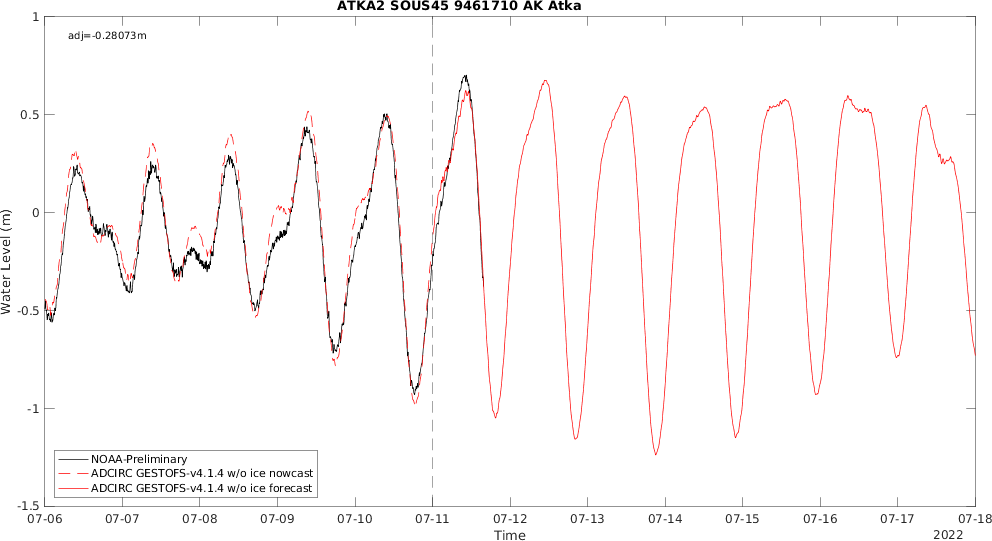 ATKA2 SOUS45 9461710 AK Atka
adj=-0.28073m
Water Level (m)
1
0.5
0
-0.5
-1
-1.5
NOAA-Preliminary
ADCIRC GESTOFS-v4.1.4 w/o ice nowcast
ADCIRC GESTOFS-v4.1.4 w/o ice forecast
07-06 07-07 07-08 07-09 07-10 07-11 07-12 07-13 07-14 07-15 07-16 07-17 07-18
Time
2022